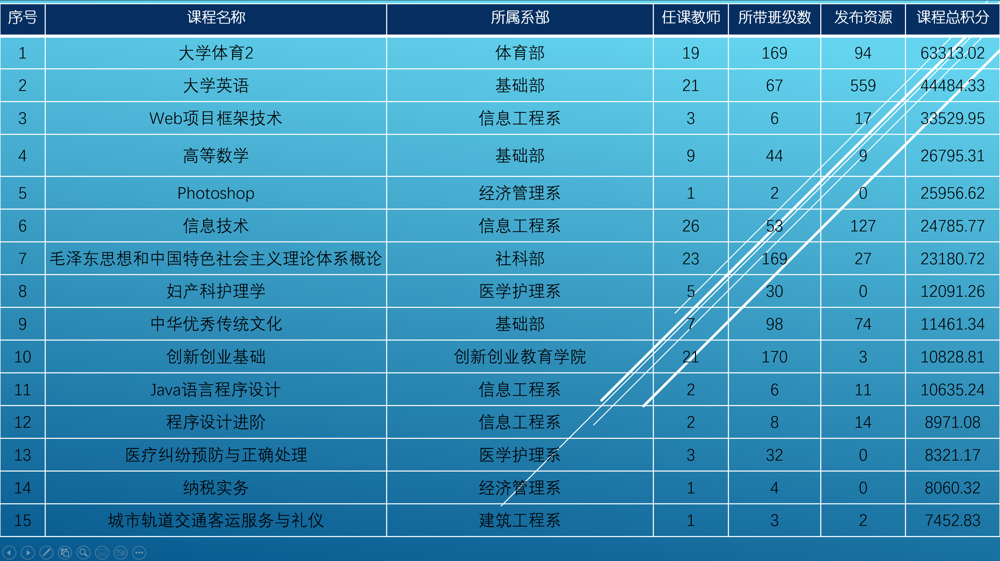 序号 课程名称 所属系部 任课教师 所带班级数 发布资源 课程总积分
1 大学体育2 体育部 19 169 94 63313.02
2 大学英语 基础部 21 67 559 44484.33
3 Web项目框架技术 信息工程系 3 6 17 33529.95
4 高等数学 基础部 9 44 9 26795.31
5 Photoshop 经济管理系 1 2 0 25956.62
6 信息技术 信息工程系 26 53 127 24785.77
7 毛泽东思想和中国特色社会主义理论体系概论 社科部 23 169 27 23180.72
8 妇产科护理学 医学护理系 5 30 0 12091.26
9 中华优秀传统文化 基础部 7 98 74 11461.34
10 创新创业基础 创新创业教育学院 21 170 3 10828.81
11 Java语言程序设计 信息工程系 2 6 11 10635.24
12 程序设计进阶 信息工程系 2 8 14 8971.08
13 医疗纠纷预防与正确处理 医学护理系 3 32 0 8321.17
14 纳税实务 经济管理系 1 4 0 8060.32
15 城市轨道交通客运服务与礼仪 建筑工程系 1 3 2 7452.83